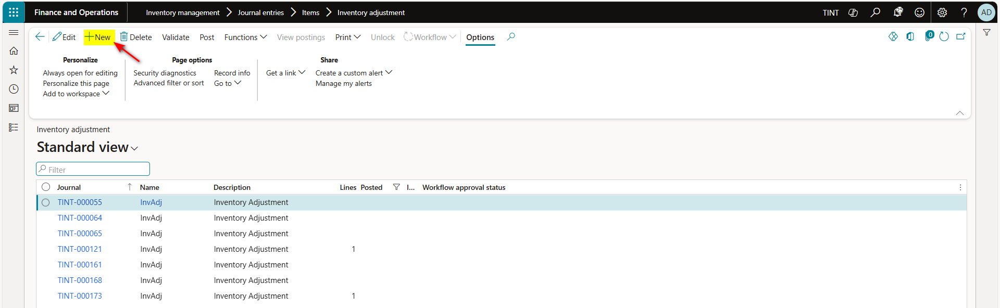 Finance and Operations Inventory management Journal entries Items Inventory adjustment TINT 25 AD
Edit New Delete Validate Post Functions View postings Print Unlock Workflow Options 0
Personalize Page options Share
Always open for editing Security diagnostics Record info Get a link Create a custom alert
Personalize this page Advanced filter or sort Go to Manage my alerts
Add to workspace
Inventory adjustment
Standard view
Filter
Journal Name Description Lines Posted I... Workflow approval status
TINT-000055 InvAdj Inventory Adjustment
TINT-000064 InvAdj Inventory Adjustment
TINT-000065 InvAdj Inventory Adjustment
TINT-000121 InvAdj Inventory Adjustment 1
TINT-000161 InvAdj Inventory Adjustment
TINT-000168 InvAdj Inventory Adjustment
TINT-000173 InvAdj Inventory Adjustment 1